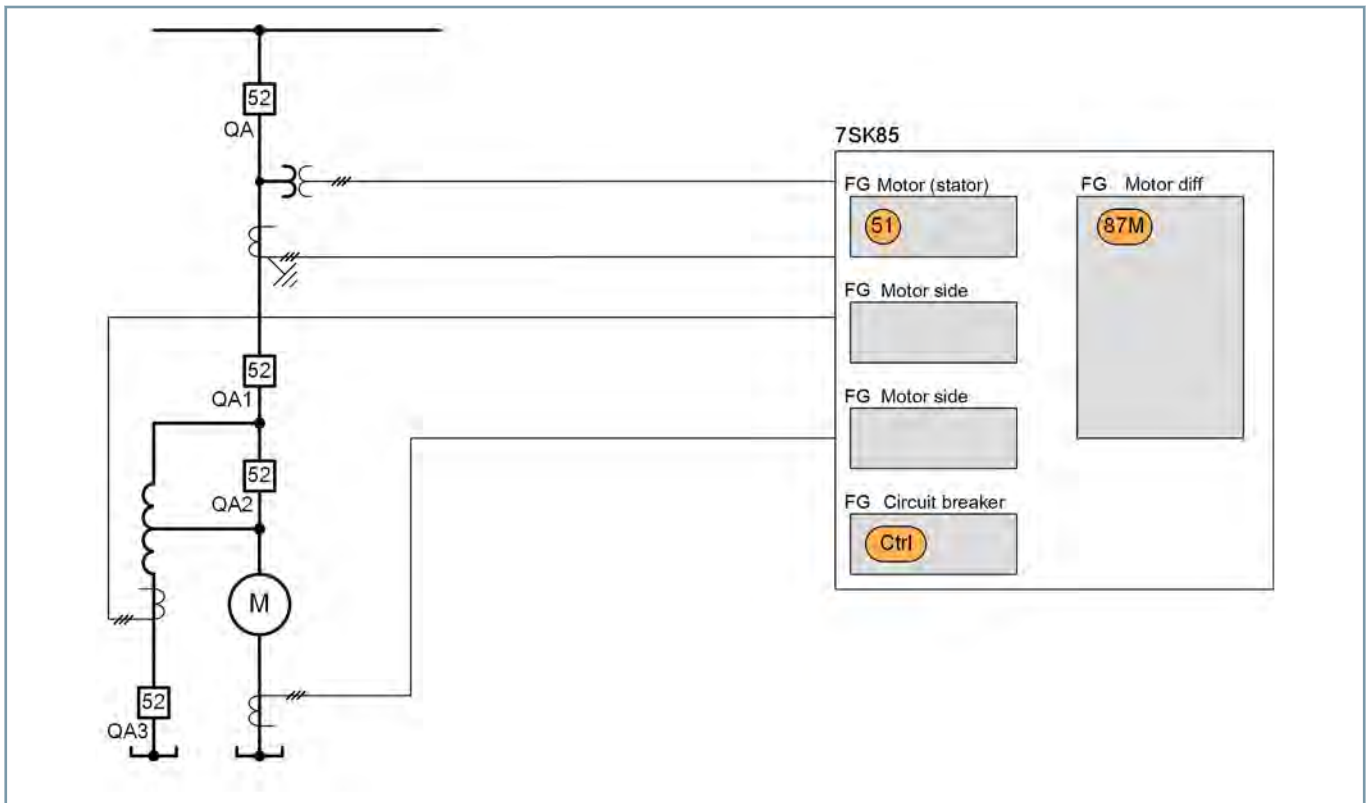 52
QA
7SK85
FG Motor (stator)
FG Motor diff
51
87M
FG Motor side
52
QA1
FG Motor side
52
QA2
FG Circuit breaker
Ctrl
M
52
QA3